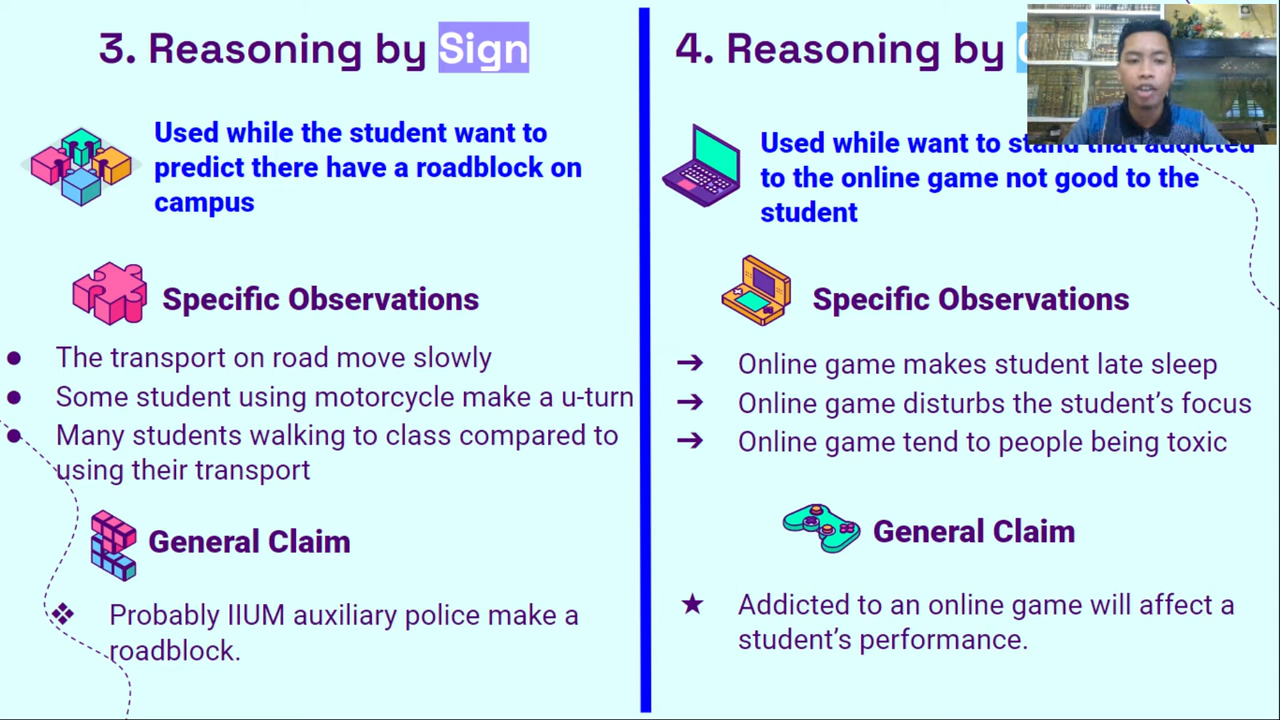 3. Reasoning by Sign
Used while the student want to
predict there have a roadblock on
campus
Specific Observations
The transport on road move slowly
Some student using motorcycle make a u-turn
Many students walking to class compared to
using their transport
General Claim
Probably IIUM auxiliary police make a
roadblock.
4. Reasoning by
Used while want to stand that addicted
to the online game not good to the
student
Specific Observations
Online game makes student late sleep
Online game disturbs the student’s focus
Online game tend to people being toxic
General Claim
Addicted to an online game will affect a
student’s performance.